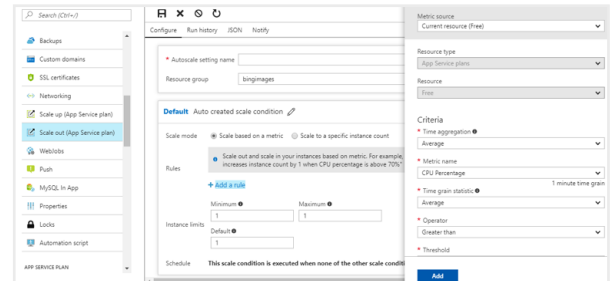 Search (Ctrl+/)
Backups
Custom domains
SSL certificates
Networking
Scale up (App Service plan)
Scale out (App Service plan)
WebJobs
Push
MySQL In App
Properties
Locks
Automation script
APP SERVICE PLAN
Configure Run history JSON Notify
* Autoscale setting name
Resource group bingimages
Default Auto created scale condition
Scale mode Scale based on a metric Scale to a specific instance count
Rules
Scale out and scale in your instances based on metric. For example,
increases instance count by 1 when CPU percentage is above 70%"
+ Add a rule
Instance limits
Minimum Maximum
1 1
Default
1
Schedule This scale condition is executed when none of the other scale conditi
Metric source
Current resource (Free)
Resource type
App Service plans
Resource
Free
Criteria
* Time aggregation
Average
* Metric name
CPU Percentage
1 minute time grain
* Time grain statistic
Average
* Operator
Greater than
* Threshold
Add